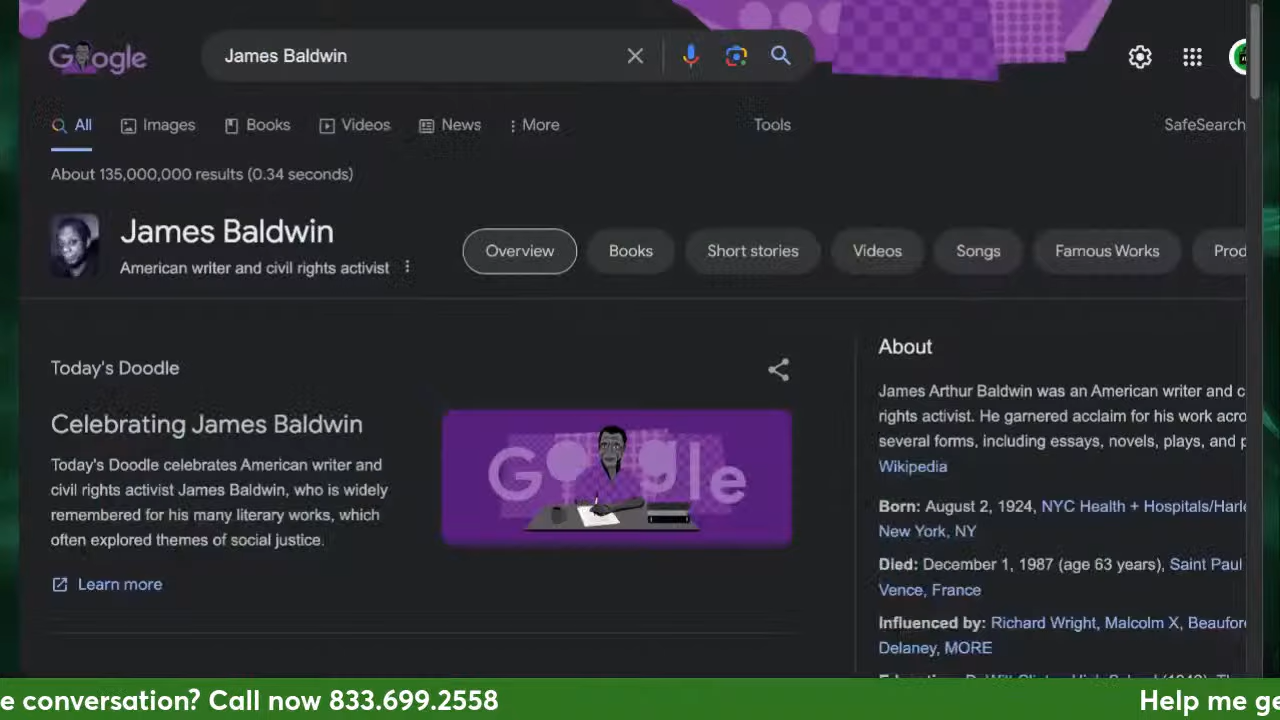 Google
James Baldwin
All Images Books Videos News More Tools SafeSearch
About 135,000,000 results (0.34 seconds)
James Baldwin
American writer and civil rights activist
Overview Books Short stories Videos Songs Famous Works Prod
Today's Doodle
Celebrating James Baldwin
Today's Doodle celebrates American writer and
civil rights activist James Baldwin, who is widely
remembered for his many literary works, which
often explored themes of social justice.
Learn more
Google
About
James Arthur Baldwin was an American writer and c
rights activist. He garnered acclaim for his work acro
several forms, including essays, novels, plays, and p
Wikipedia
Born: August 2, 1924, NYC Health + Hospitals/Harle
New York, NY
Died: December 1, 1987 (age 63 years), Saint Paul
Vence, France
Influenced by: Richard Wright, Malcolm X, Beaufor
Delaney, MORE
e conversation? Call now 833.699.2558 Help me ge